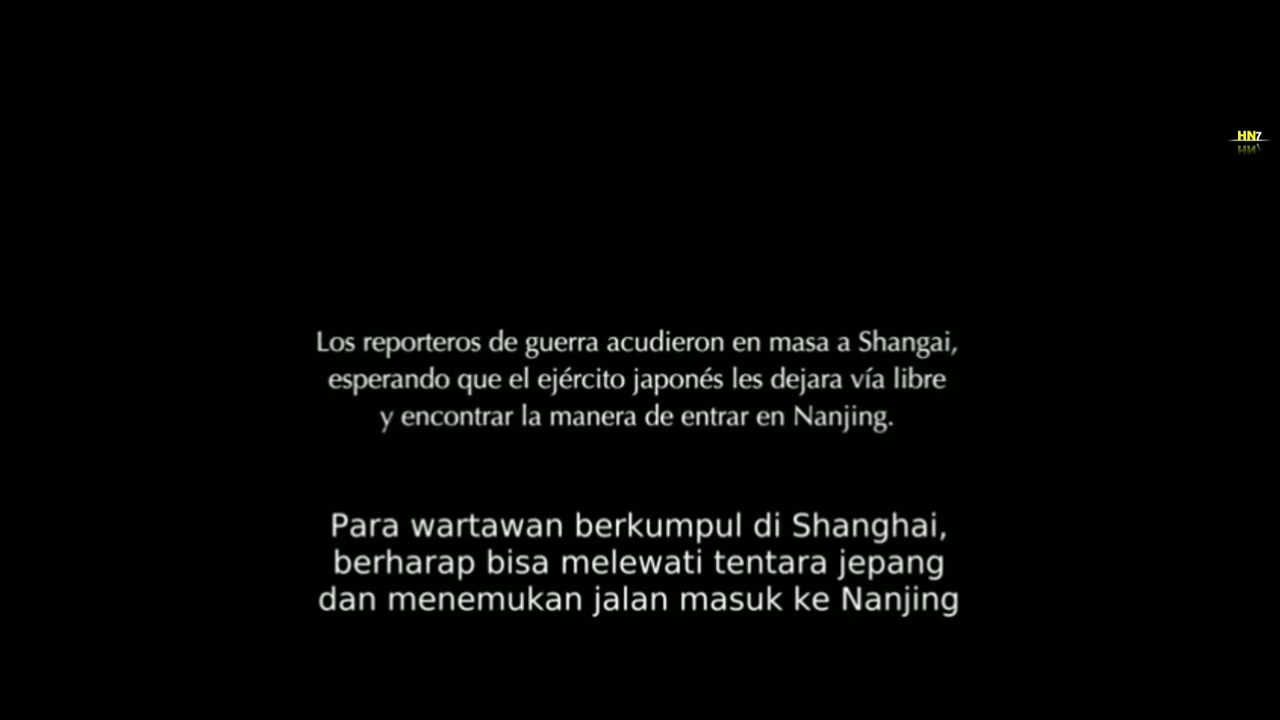 HN7
Los reporteros de guerra acudieron en masa a Shangai,
esperando que el ejército japonés les dejara vía libre
y encontrar la manera de entrar en Nanjing.
Para wartawan berkumpul di Shanghai,
berharap bisa melewati tentara jepang
dan menemukan jalan masuk ke Nanjing